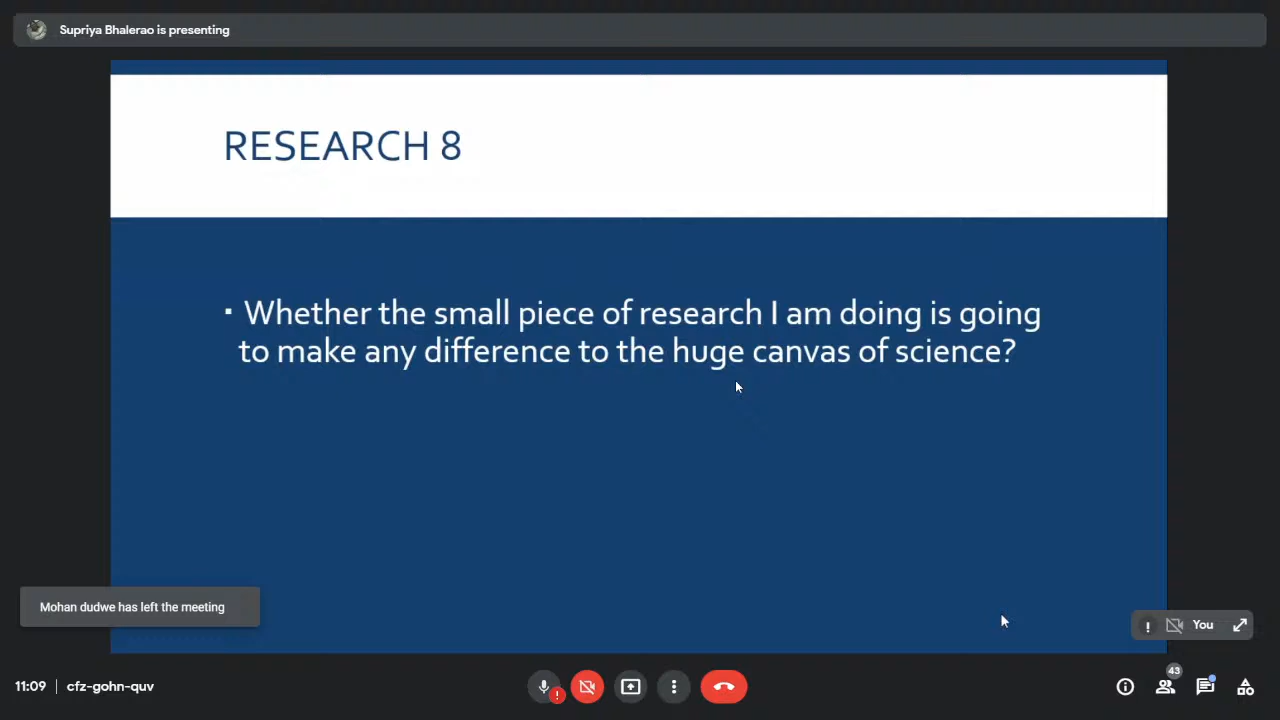 Supriya Bhalerao is presenting
RESEARCH 8
▪ Whether the small piece of research I am doing is going
to make any difference to the huge canvas of science?
Mohan dudwe has left the meeting
! You
11:09 | cfz-gohn-quv
!
43